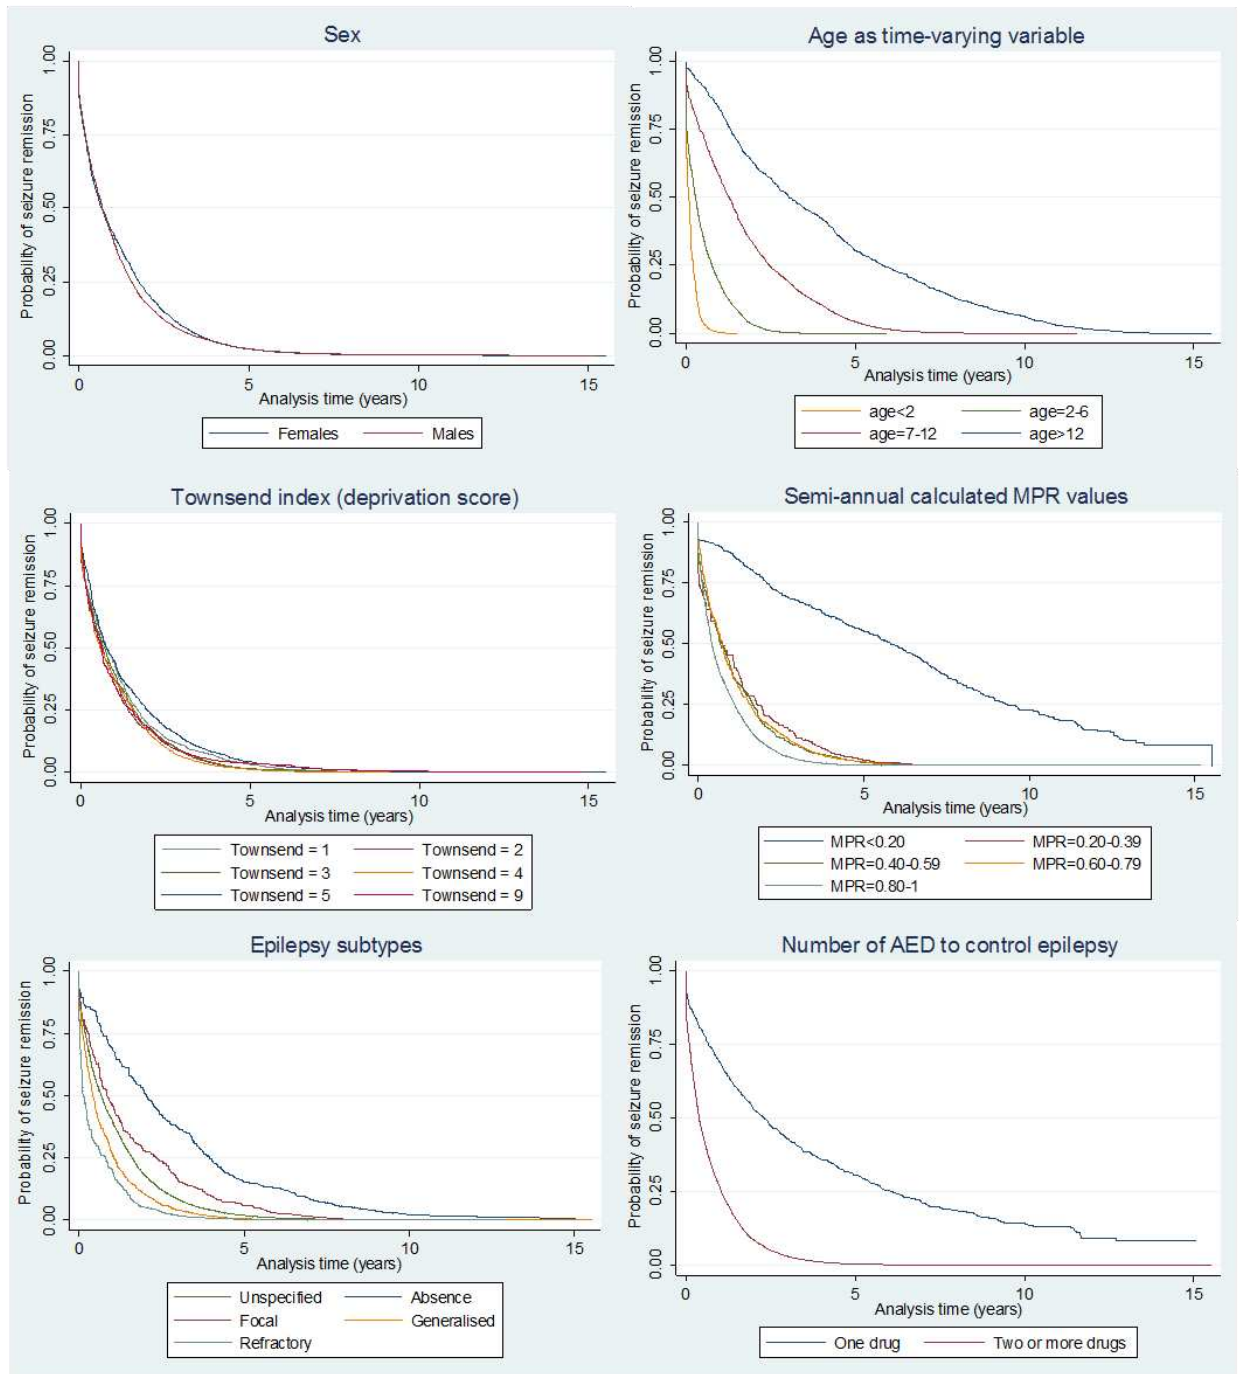 Sex
Probability of seizure remission
1.00
0.75
0.50
0.25
0.00
0 5 10 15
Analysis time (years)
Females Males
Age as time-varying variable
Probability of seizure remission
1.00
0.75
0.50
0.25
0.00
0 5 10 15
Analysis time (years)
age<2 age=2-6
age=7-12 age>12
Townsend index (deprivation score)
Probability of seizure remission
1.00
0.75
0.50
0.25
0.00
0 5 10 15
Analysis time (years)
Townsend = 1 Townsend = 2
Townsend = 3 Townsend = 4
Townsend = 5 Townsend = 9
Semi-annual calculated MPR values
Probability of seizure remission
1.00
0.75
0.50
0.25
0.00
0 5 10 15
Analysis time (years)
MPR<0.20 MPR=0.20-0.39
MPR=0.40-0.59 MPR=0.60-0.79
MPR=0.80-1
Epilepsy subtypes
Probability of seizure remission
1.00
0.75
0.50
0.25
0.00
0 5 10 15
Analysis time (years)
Unspecified Absence
Focal Generalised
Refractory
Number of AED to control epilepsy
Probability of seizure remission
1.00
0.75
0.50
0.25
0.00
0 5 10 15
Analysis time (years)
One drug Two or more drugs